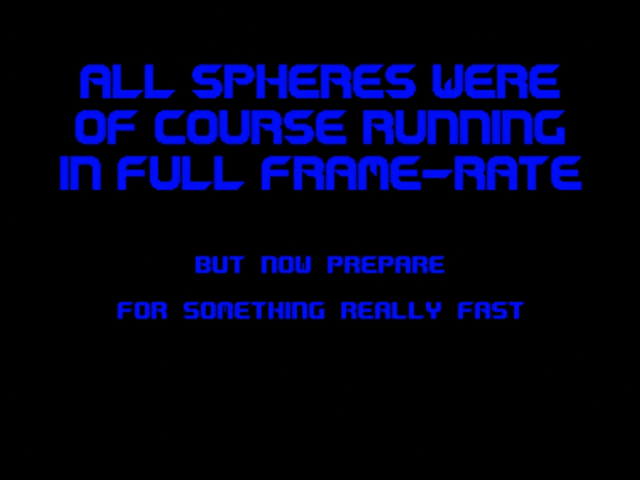 ALL SPHERES WERE
OF COURSE RUNNING
IN FULL FRAME-RATE
BUT NOW PREPARE
FOR SOMETHING REALLY FAST